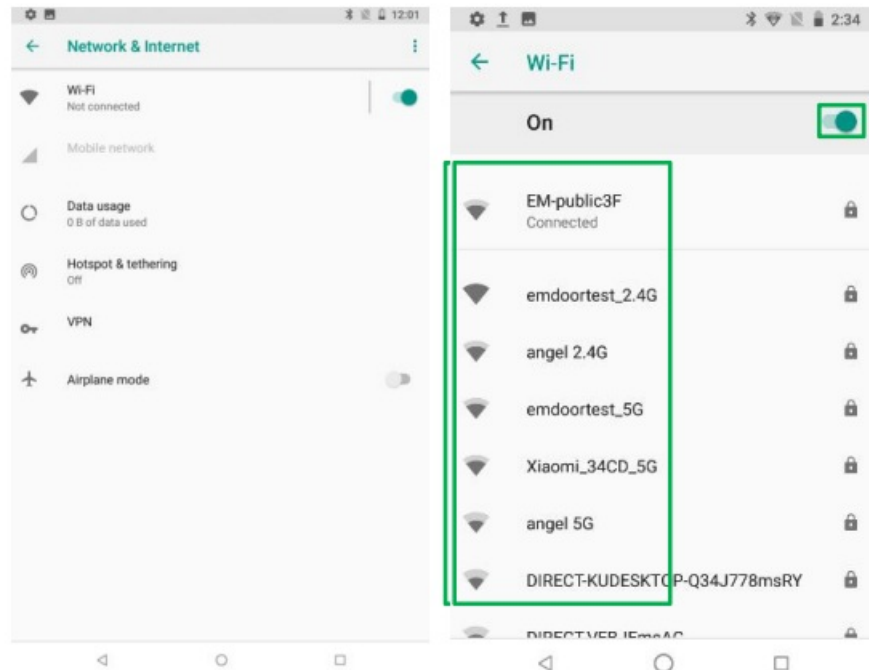 12:01
Network & Internet
Wi-Fi
Not connected
Mobile network
Data usage
0 B of data used
Hotspot & tethering
Off
VPN
Airplane mode
2:34
Wi-Fi
On
EM-public3F
Connected
emdoortest_2.4G
angel 2.4G
emdoortest_5G
Xiaomi_34CD_5G
angel 5G
DIRECT-KUDESKTOP-Q34J778msRY